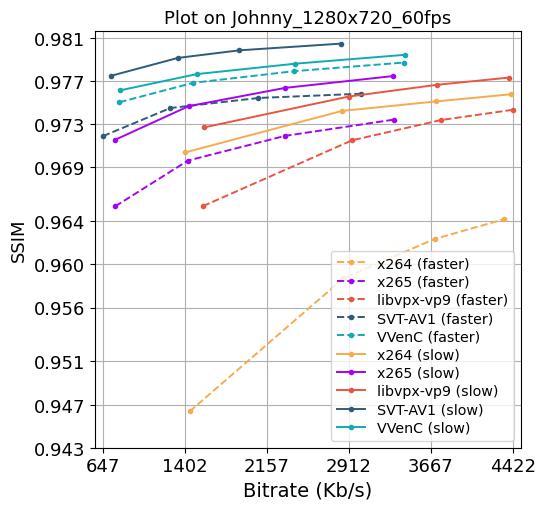 Plot on Johnny_1280x720_60fps
0.981
0.977
0.973
0.969
0.964
0.960
0.956
0.951
0.947
0.943
SSIM
x264 (faster)
x265 (faster)
libvpx-vp9 (faster)
SVT-AV1 (faster)
VVenC (faster)
x264 (slow)
x265 (slow)
libvpx-vp9 (slow)
SVT-AV1 (slow)
VVenC (slow)
647 1402 2157 2912 3667 4422
Bitrate (Kb/s)